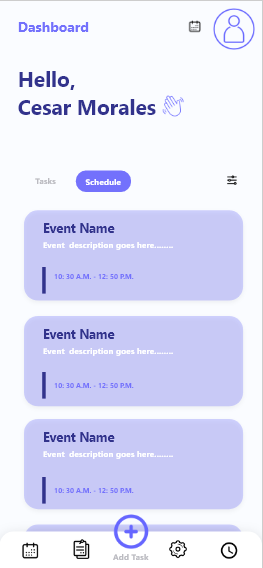 Dashboard
Hello,
Cesar Morales
Tasks
Schedule
Event Name
Event description goes here........
10: 30 A.M. - 12: 50 P.M.
Event Name
Event description goes here........
10: 30 A.M. - 12: 50 P.M.
Event Name
Event description goes here........
10: 30 A.M. - 12: 50 P.M.
Add Task